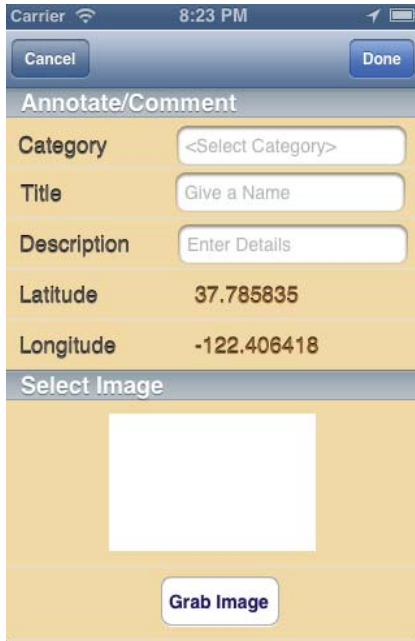 Carrier 8:23 PM
Cancel Done
Annotate/Comment
Category <Select Category>
Title Give a Name
Description Enter Details
Latitude 37.785835
Longitude -122.406418
Select Image
Grab Image